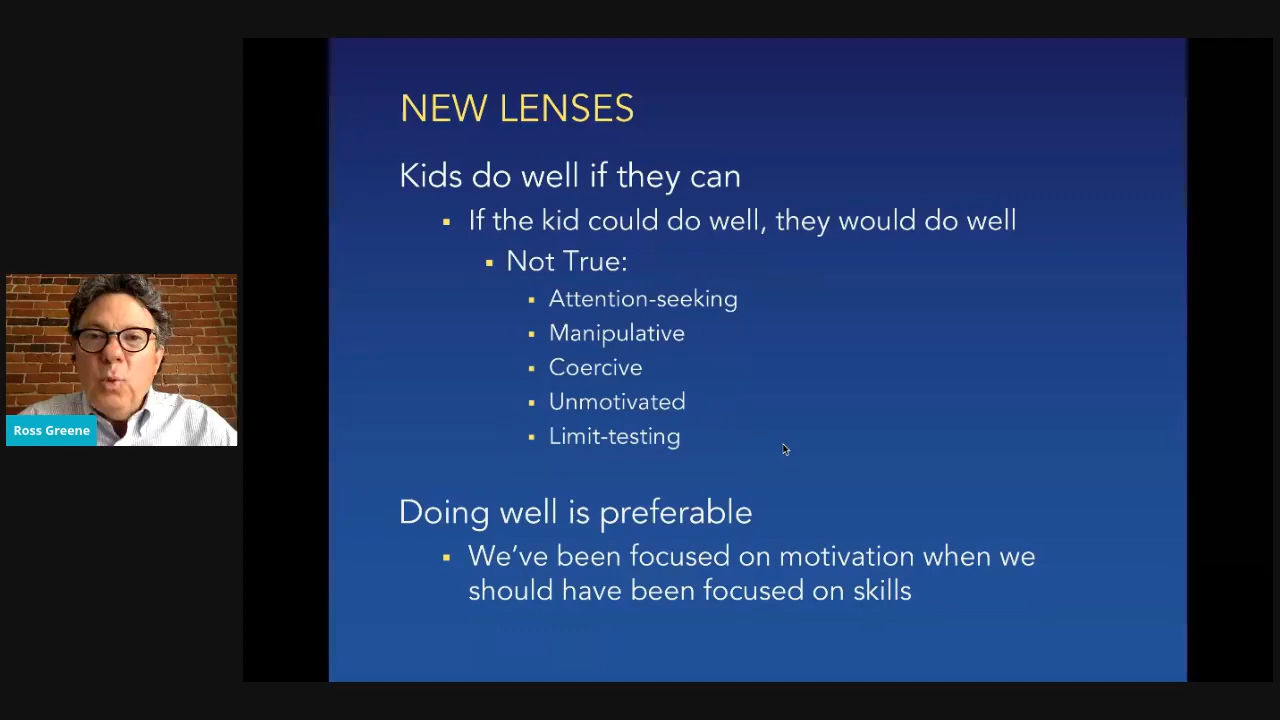 NEW LENSES
Kids do well if they can
If the kid could do well, they would do well
Not True:
Attention-seeking
Manipulative
Coercive
Unmotivated
Limit-testing
Doing well is preferable
We’ve been focused on motivation when we
should have been focused on skills
Ross Greene